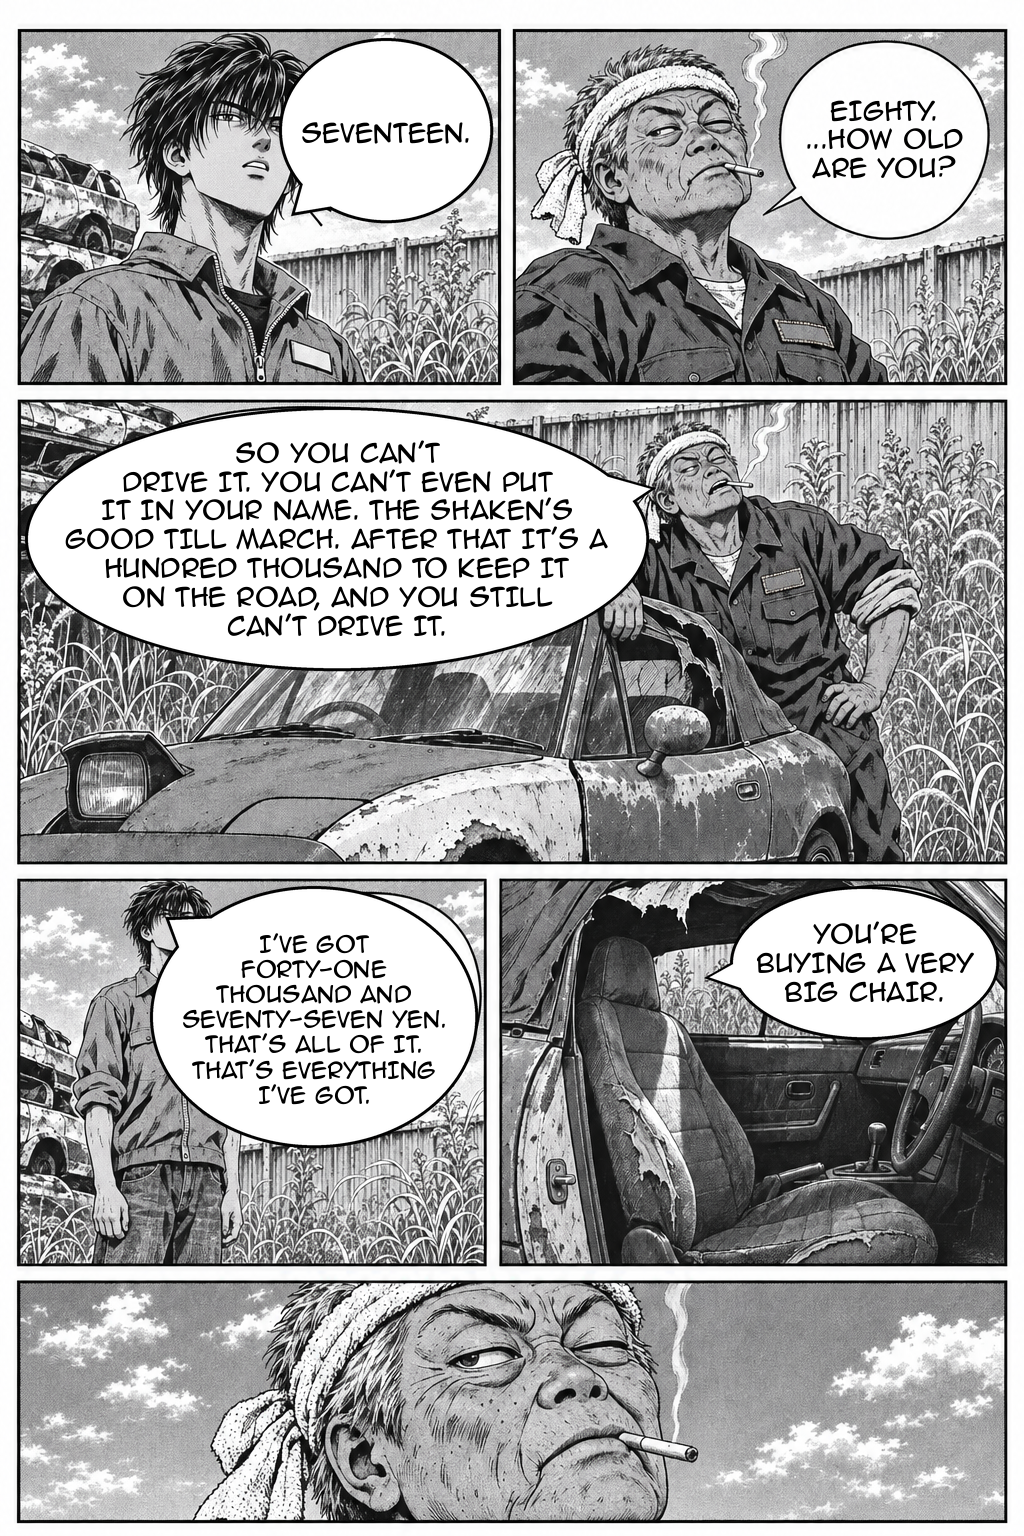 EIGHTY.
...HOW OLD
ARE YOU?
SEVENTEEN.
SO YOU CAN'T
DRIVE IT. YOU CAN'T EVEN PUT
IT IN YOUR NAME. THE SHAKEN'S
GOOD TILL MARCH. AFTER THAT IT'S A
HUNDRED THOUSAND TO KEEP IT
ON THE ROAD, AND YOU STILL
CAN'T DRIVE IT.
YOU'RE
BUYING A VERY
BIG CHAIR.
I'VE GOT
FORTY-ONE
THOUSAND AND
SEVENTY-SEVEN YEN.
THAT'S ALL OF IT.
THAT'S EVERYTHING
I'VE GOT.